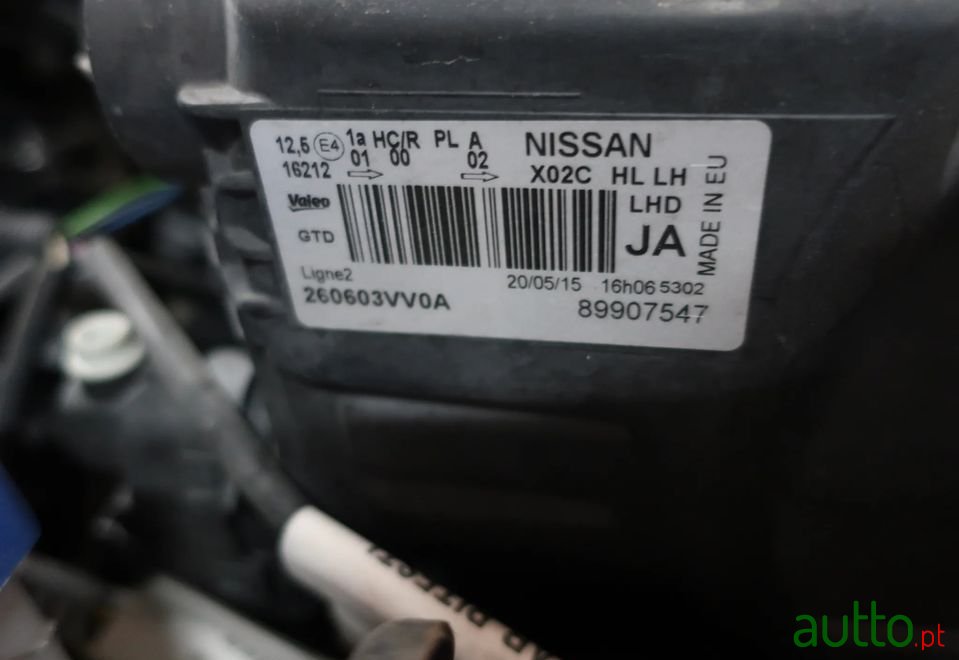 12,5 E4 1a HC/R PL A NISSAN
16212 01 00 02 X02C HL LH
Valeo LHD
GTD JA
MADE IN EU
Ligne2 20/05/15 16h06 5302
260603VV0A 89907547
autto.pt